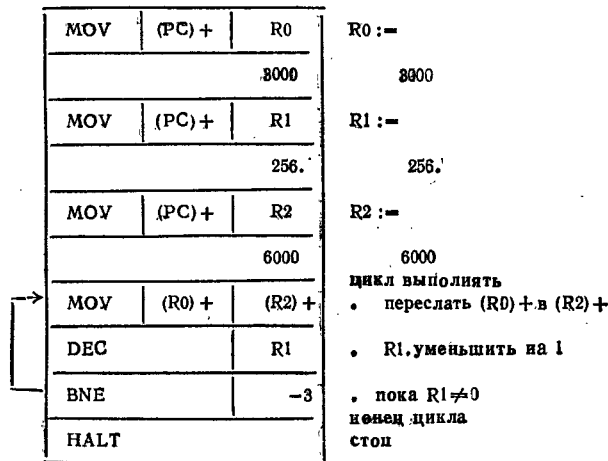 MOV (PC)+ R0 R0 :=
3000 3000
MOV (PC)+ R1 R1 :=
256. 256.
MOV (PC)+ R2 R2 :=
6000 6000
цикл выполнять
MOV (R0)+ (R2)+ • переслать (R0)+ в (R2)+
DEC R1 • R1 уменьшить на 1
BNE −3 • пока R1≠0
конец цикла
HALT стоп